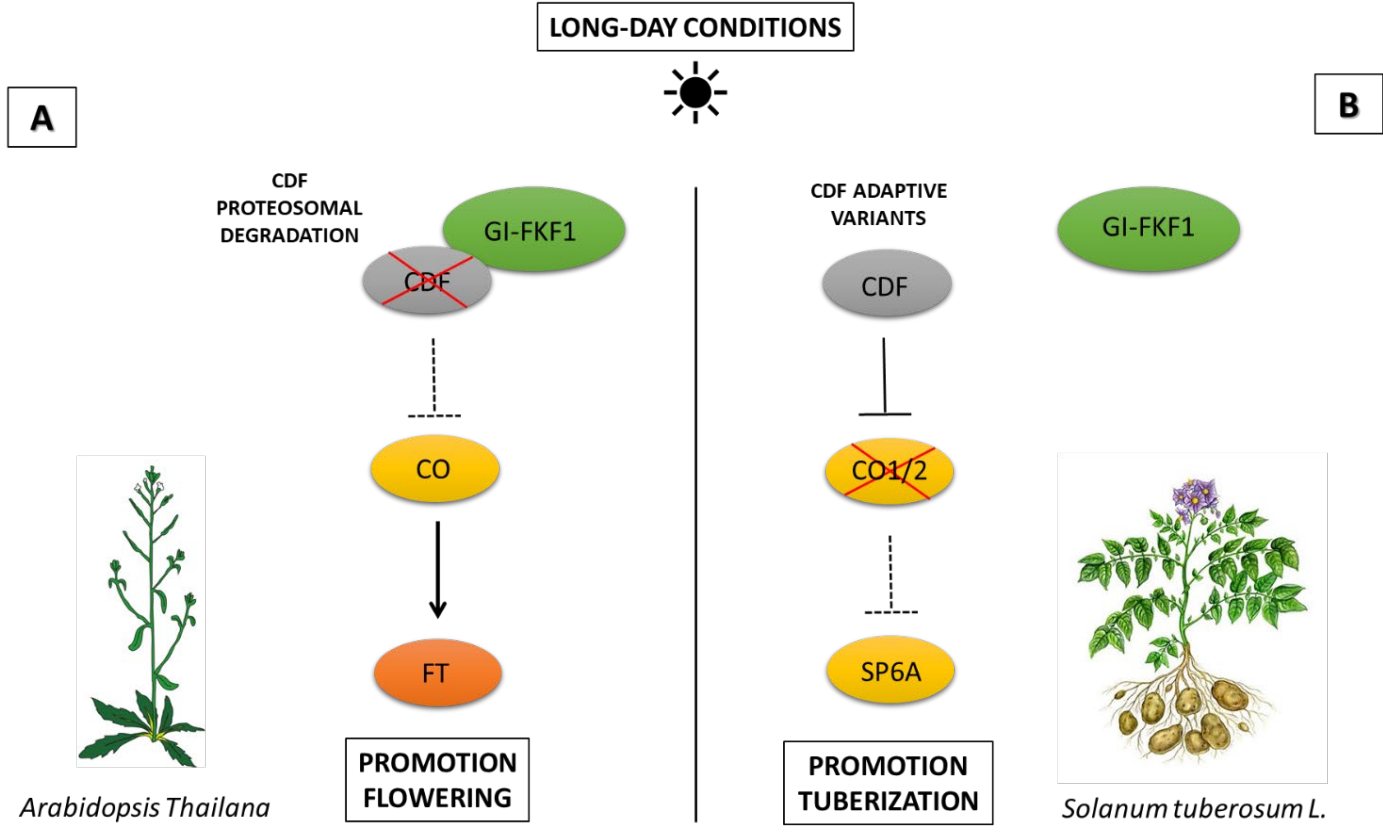 LONG-DAY CONDITIONS
A
B
CDF
PROTEOSOMAL
DEGRADATION
GI-FKF1
CDF
CO
FT
PROMOTION
FLOWERING
Arabidopsis Thailana
CDF ADAPTIVE
VARIANTS
GI-FKF1
CDF
CO1/2
SP6A
PROMOTION
TUBERIZATION
Solanum tuberosum L.